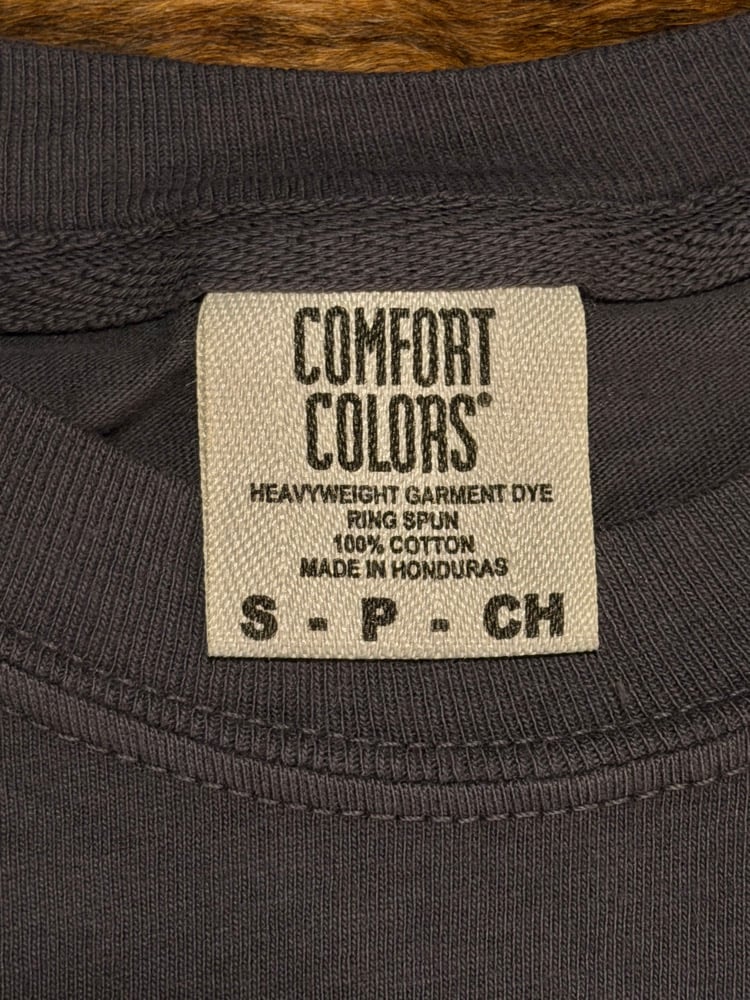 COMFORT
COLORS®
HEAVYWEIGHT GARMENT DYE
RING SPUN
100% COTTON
MADE IN HONDURAS
S - P - CH